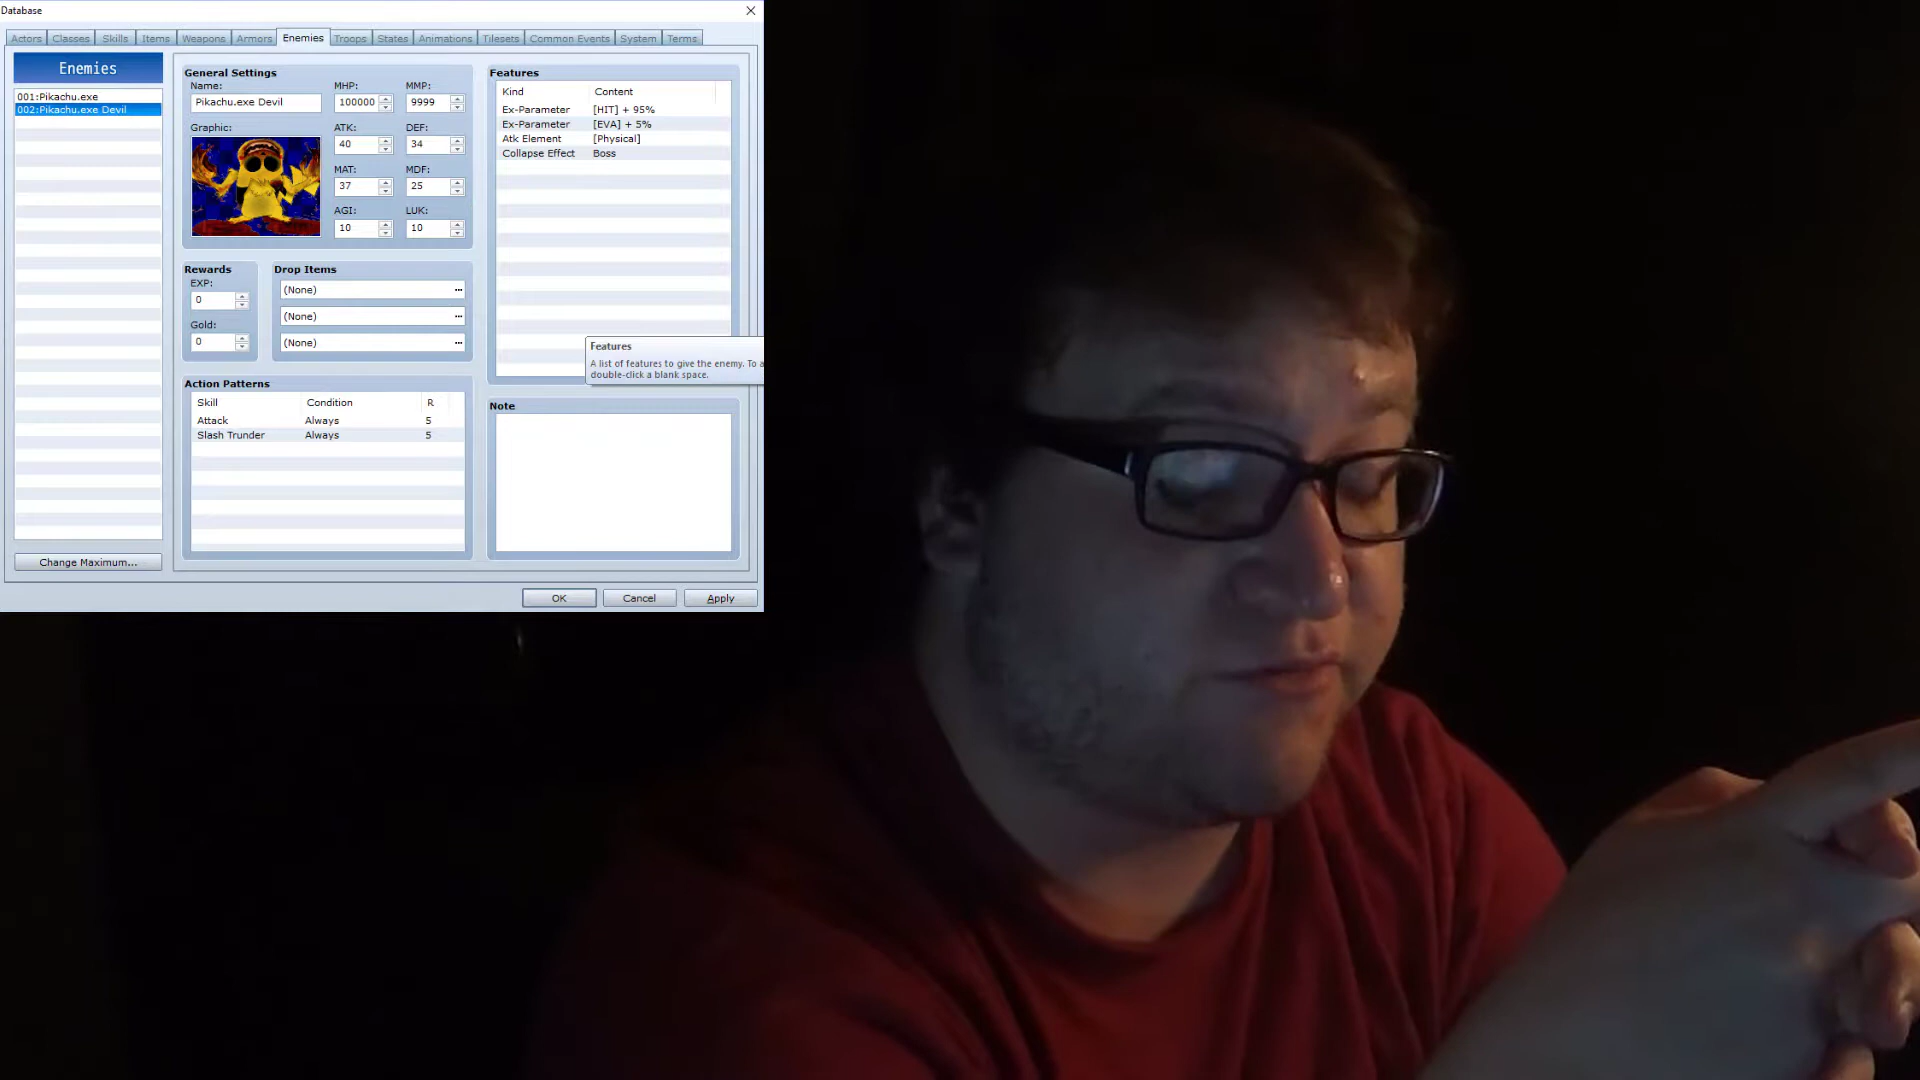 Database
Actors Classes Skills Items Weapons Armors Enemies Troops States Animations Tilesets Common Events System Terms
Enemies
001:Pikachu.exe
002:Pikachu.exe Devil
Change Maximum...
General Settings
Name: MHP: MMP:
Pikachu.exe Devil 100000 9999
Graphic: ATK: DEF:
40 34
MAT: MDF:
37 25
AGI: LUK:
10 10
Rewards
EXP:
0
Gold:
0
Drop Items
(None)
(None)
(None)
Action Patterns
Skill Condition R
Attack Always 5
Slash Trunder Always 5
Features
Kind Content
Ex-Parameter [HIT] + 95%
Ex-Parameter [EVA] + 5%
Atk Element [Physical]
Collapse Effect Boss
Features
A list of features to give the enemy. To a
double-click a blank space.
Note
OK Cancel Apply